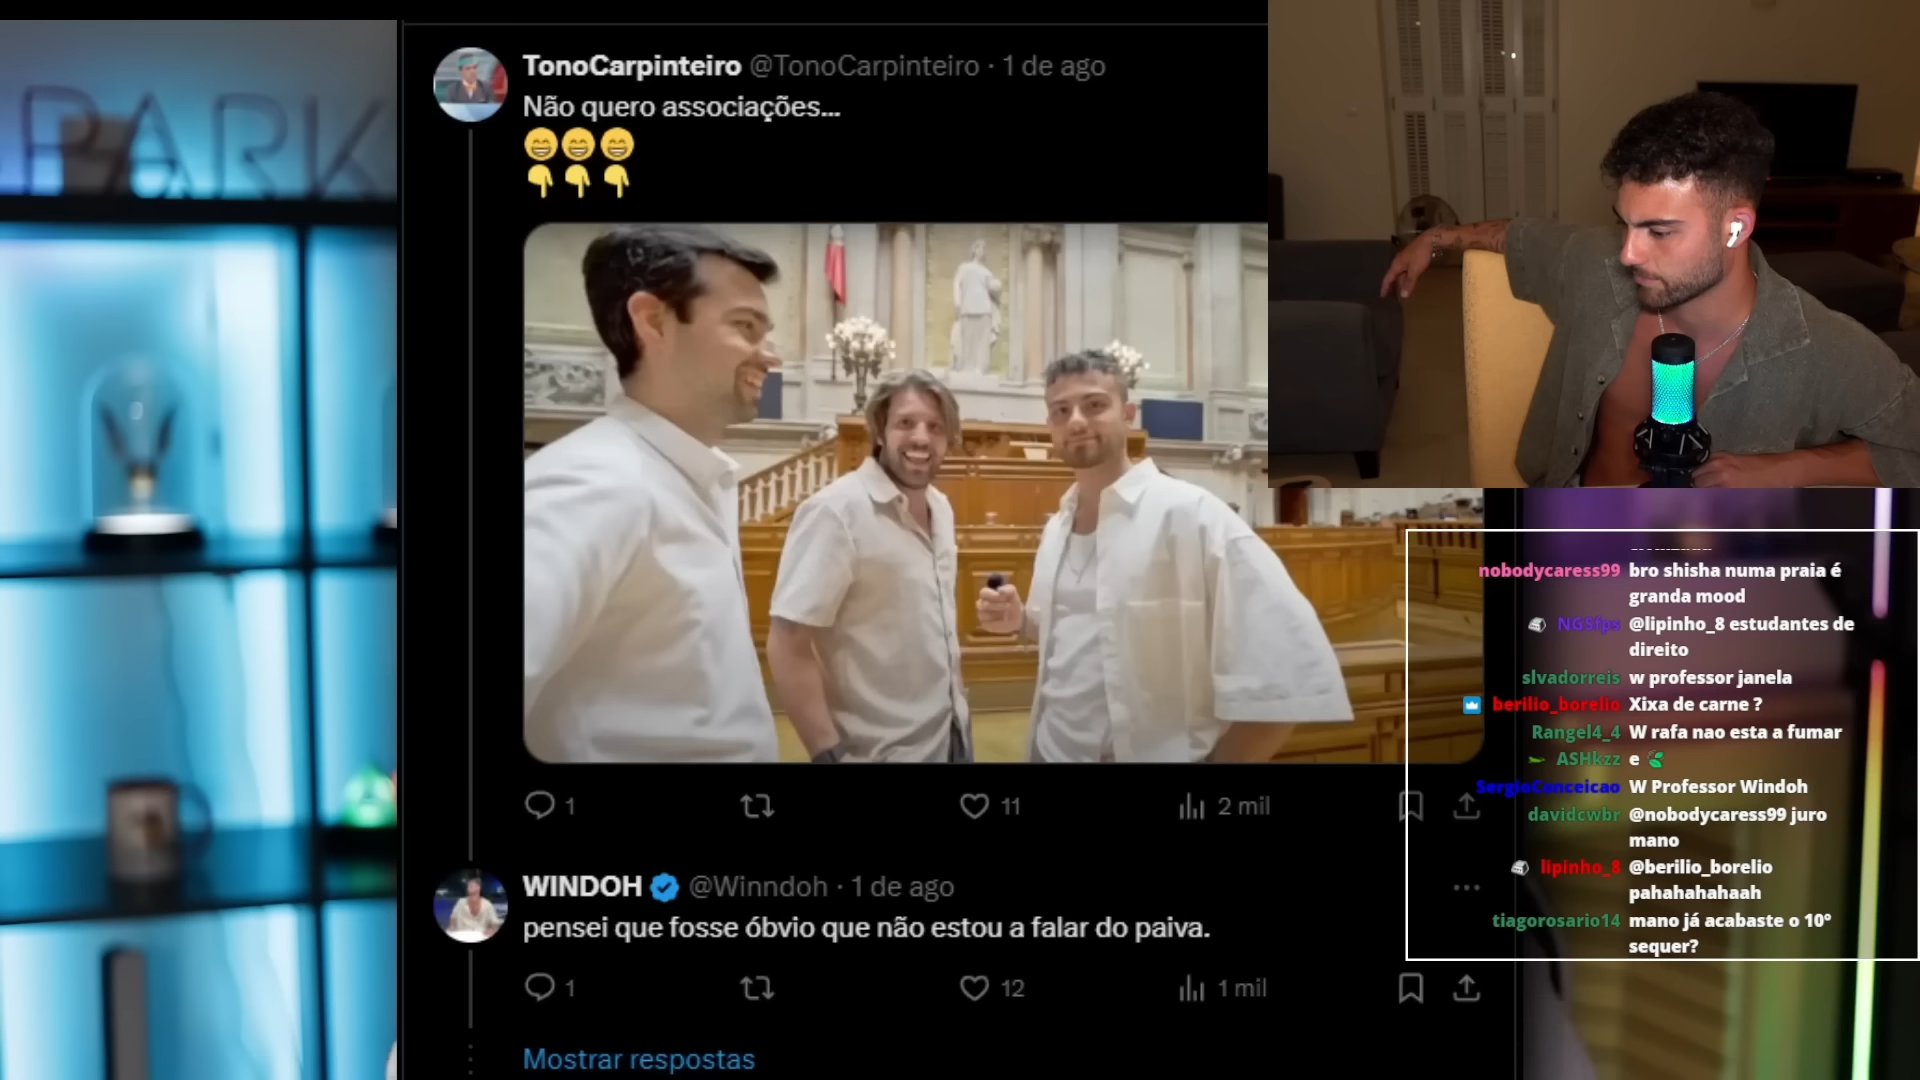 PARK
TonoCarpinteiro @TonoCarpinteiro · 1 de ago
Não quero associações...
😁😁😁
👇👇👇
1
11
2 mil
WINDOH @Winndoh · 1 de ago
pensei que fosse óbvio que não estou a falar do paiva.
1
12
1 mil
Mostrar respostas
nobodycaress99 bro shisha numa praia é
granda mood
NGSfps @lipinho_8 estudantes de
direito
slvadorreis w professor janela
berilio_borelio Xixa de carne ?
Rangel4_4 W rafa nao esta a fumar
ASHkzz e
SergioConceicao W Professor Windoh
davidcwbr @nobodycaress99 juro
mano
lipinho_8 @berilio_borelio
pahahahahaah
tiagorosario14 mano já acabaste o 10º
sequer?